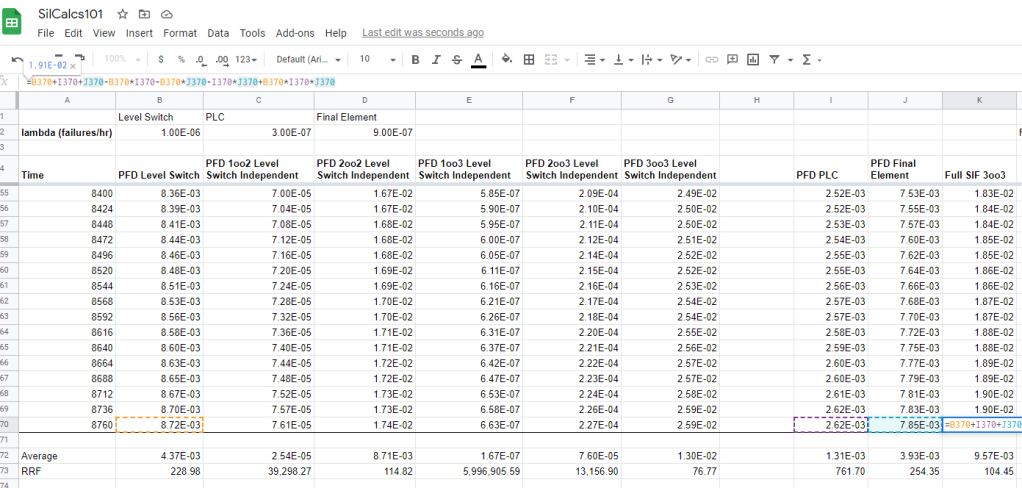 SilCalcs101
File Edit View Insert Format Data Tools Add-ons Help Last edit was seconds ago
100% $ % .0 .00 123 Default (Ari... 10 B I S A Σ
1.91E-02 ×
fx =B370+I370+J370-B370*I370-B370*J370-I370*J370+B370*I370*J370
A B C D E F G H I J K
1 Level Switch PLC Final Element
2 lambda (failures/hr) 1.00E-06 3.00E-07 9.00E-07
3
PFD 1oo2 Level PFD 2oo2 Level PFD 1oo3 Level PFD 2oo3 Level PFD 3oo3 Level PFD Final
4 Time PFD Level Switch Switch Independent Switch Independent Switch Independent Switch Independent Switch Independent PFD PLC Element Full SIF 3oo3
55 8400 8.36E-03 7.00E-05 1.67E-02 5.85E-07 2.09E-04 2.49E-02 2.52E-03 7.53E-03 1.83E-02
56 8424 8.39E-03 7.04E-05 1.67E-02 5.90E-07 2.10E-04 2.50E-02 2.52E-03 7.55E-03 1.84E-02
57 8448 8.41E-03 7.08E-05 1.68E-02 5.95E-07 2.11E-04 2.50E-02 2.53E-03 7.57E-03 1.84E-02
58 8472 8.44E-03 7.12E-05 1.68E-02 6.00E-07 2.12E-04 2.51E-02 2.54E-03 7.60E-03 1.85E-02
59 8496 8.46E-03 7.16E-05 1.68E-02 6.05E-07 2.14E-04 2.52E-02 2.55E-03 7.62E-03 1.85E-02
60 8520 8.48E-03 7.20E-05 1.69E-02 6.11E-07 2.15E-04 2.52E-02 2.55E-03 7.64E-03 1.86E-02
61 8544 8.51E-03 7.24E-05 1.69E-02 6.16E-07 2.16E-04 2.53E-02 2.56E-03 7.66E-03 1.86E-02
62 8568 8.53E-03 7.28E-05 1.70E-02 6.21E-07 2.17E-04 2.54E-02 2.57E-03 7.68E-03 1.87E-02
63 8592 8.56E-03 7.32E-05 1.70E-02 6.26E-07 2.18E-04 2.54E-02 2.57E-03 7.70E-03 1.87E-02
64 8616 8.58E-03 7.36E-05 1.71E-02 6.31E-07 2.20E-04 2.55E-02 2.58E-03 7.72E-03 1.88E-02
65 8640 8.60E-03 7.40E-05 1.71E-02 6.37E-07 2.21E-04 2.56E-02 2.59E-03 7.75E-03 1.88E-02
66 8664 8.63E-03 7.44E-05 1.72E-02 6.42E-07 2.22E-04 2.57E-02 2.60E-03 7.77E-03 1.89E-02
67 8688 8.65E-03 7.48E-05 1.72E-02 6.47E-07 2.23E-04 2.57E-02 2.60E-03 7.79E-03 1.89E-02
68 8712 8.67E-03 7.52E-05 1.73E-02 6.53E-07 2.24E-04 2.58E-02 2.61E-03 7.81E-03 1.90E-02
69 8736 8.70E-03 7.57E-05 1.73E-02 6.58E-07 2.26E-04 2.59E-02 2.62E-03 7.83E-03 1.90E-02
70 8760 8.72E-03 7.61E-05 1.74E-02 6.63E-07 2.27E-04 2.59E-02 2.62E-03 7.85E-03 =B370+I370+J370
71
72 Average 4.37E-03 2.54E-05 8.71E-03 1.67E-07 7.60E-05 1.30E-02 1.31E-03 3.93E-03 9.57E-03
73 RRF 228.98 39,298.27 114.82 5,996,905.59 13,156.90 76.77 761.70 254.35 104.45
74